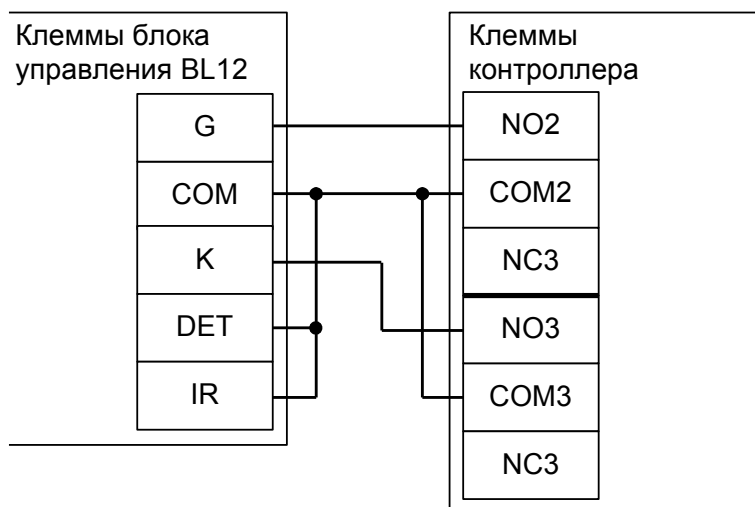 Клеммы блока
управления BL12
G
COM
K
DET
IR
Клеммы
контроллера
NO2
COM2
NC3
NO3
COM3
NC3